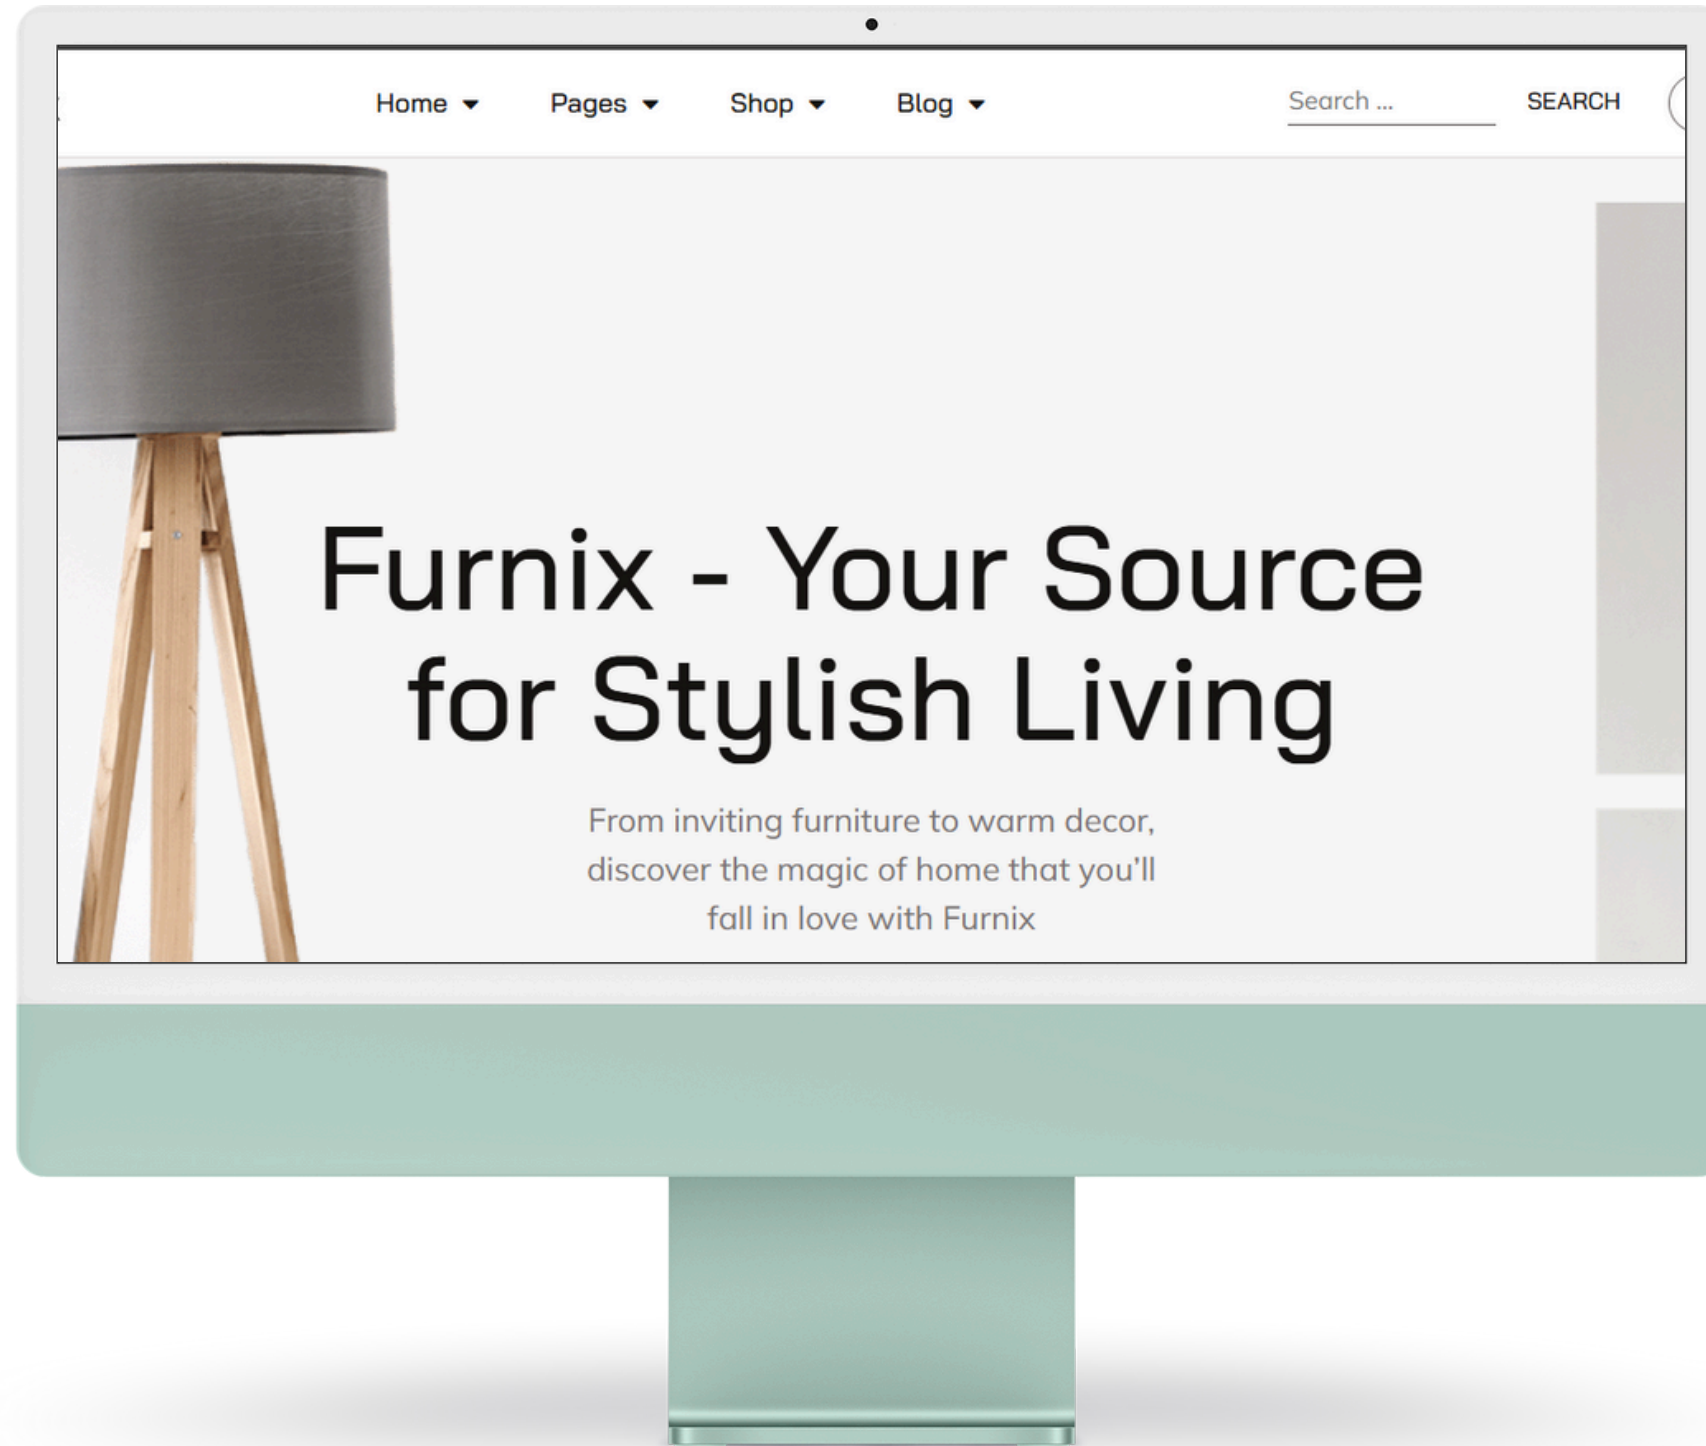 Home Pages Shop Blog Search ... SEARCH
Furnix - Your Source
for Stylish Living
From inviting furniture to warm decor,
discover the magic of home that you'll
fall in love with Furnix